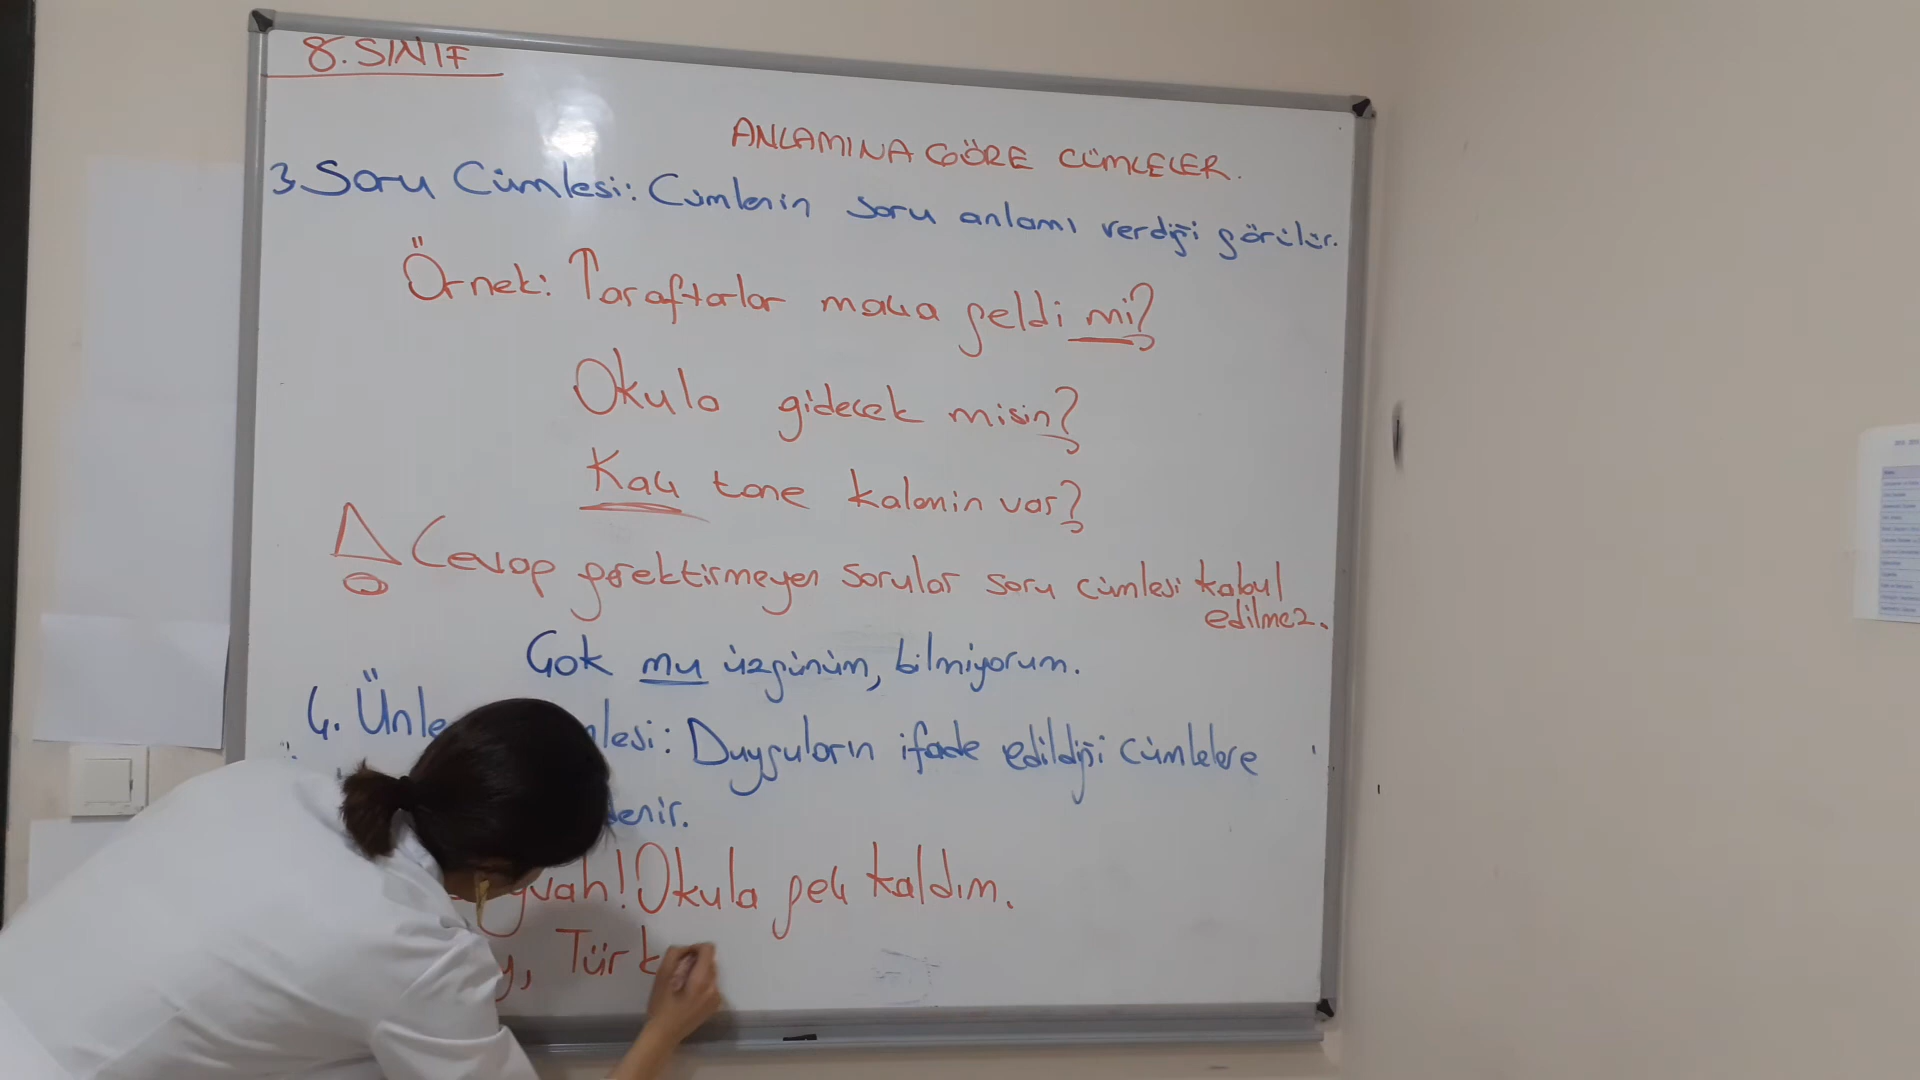 8. SINIF
ANLAMINA GÖRE CÜMLELER.
3. Soru Cümlesi: Cümlenin soru anlamı verdiği görülür.
Örnek: Taraftarlar maça geldi mi?
Okula gidecek misin?
Kaç tane kalemin var?
Cevap gerektirmeyen sorular soru cümlesi kabul
edilmez.
Çok mu üzgünüm, bilmiyorum.
4. Ünle lesi: Duyguların ifade edildiği cümlelere
denir.
yvah! Okula geç kaldım.
y, Türk